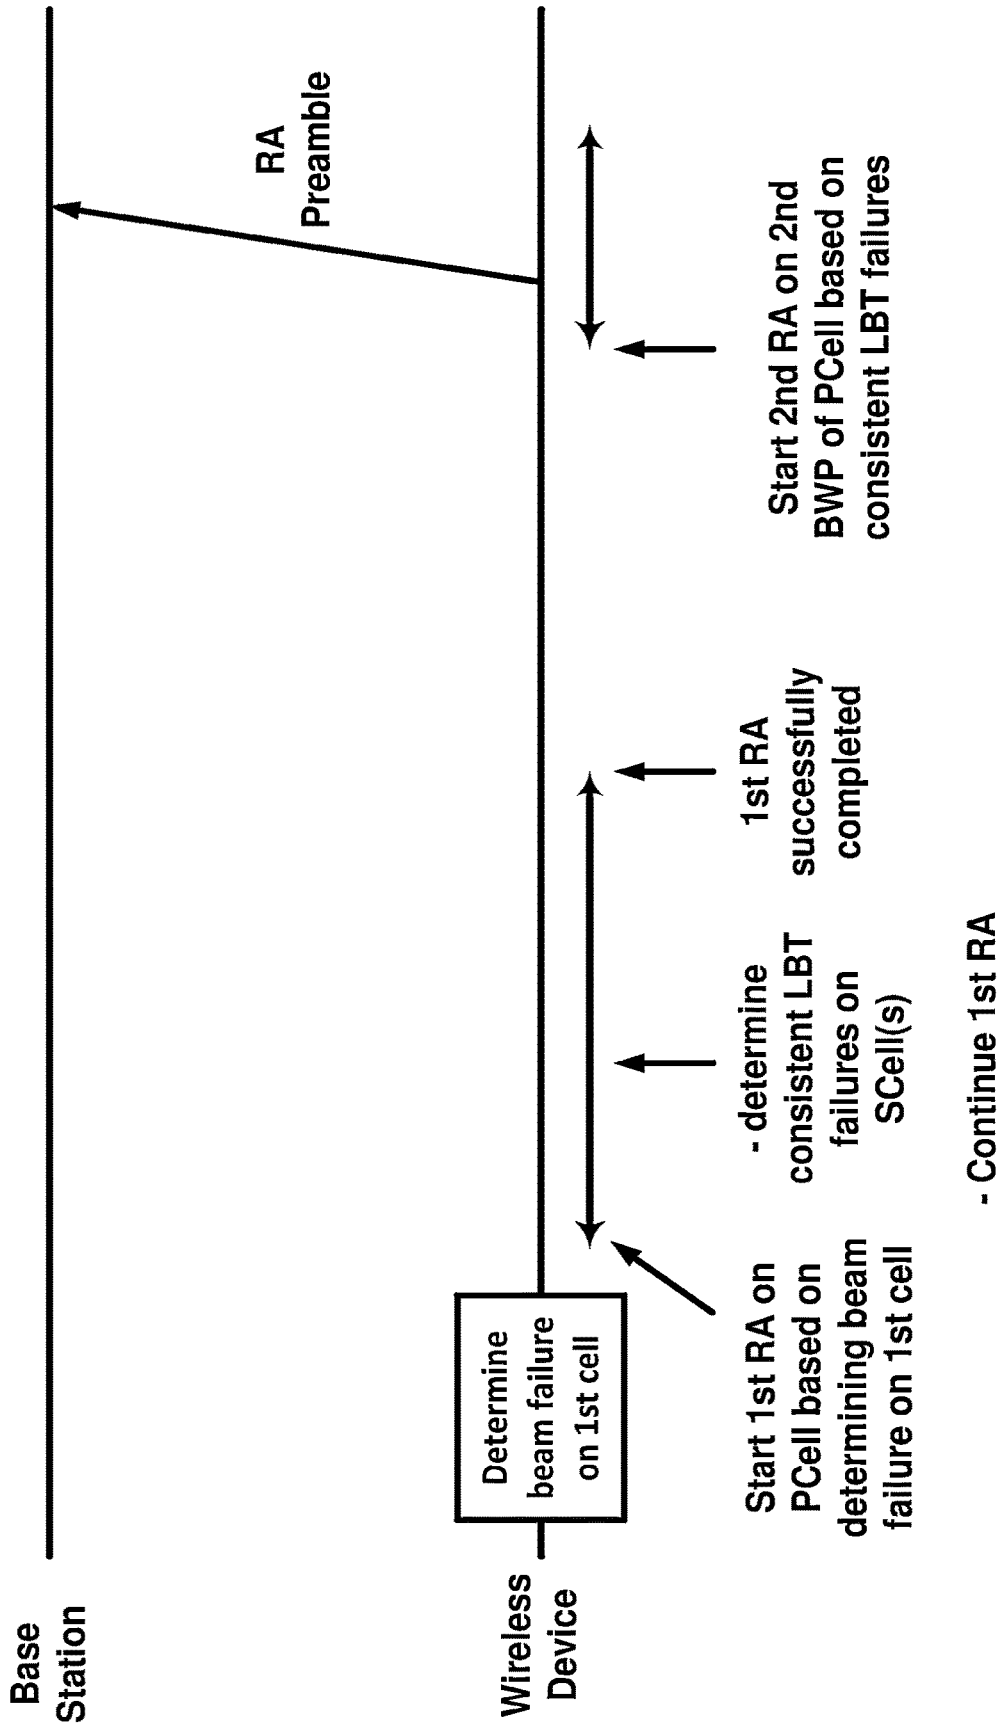 Base
Station
RA
Preamble
Wireless
Device
Determine
beam failure
on 1st cell
Start 1st RA on
PCell based on
determining beam
failure on 1st cell
- determine
consistent LBT
failures on
SCell(s)
- Continue 1st RA
1st RA
successfully
completed
Start 2nd RA on 2nd
BWP of PCell based on
consistent LBT failures